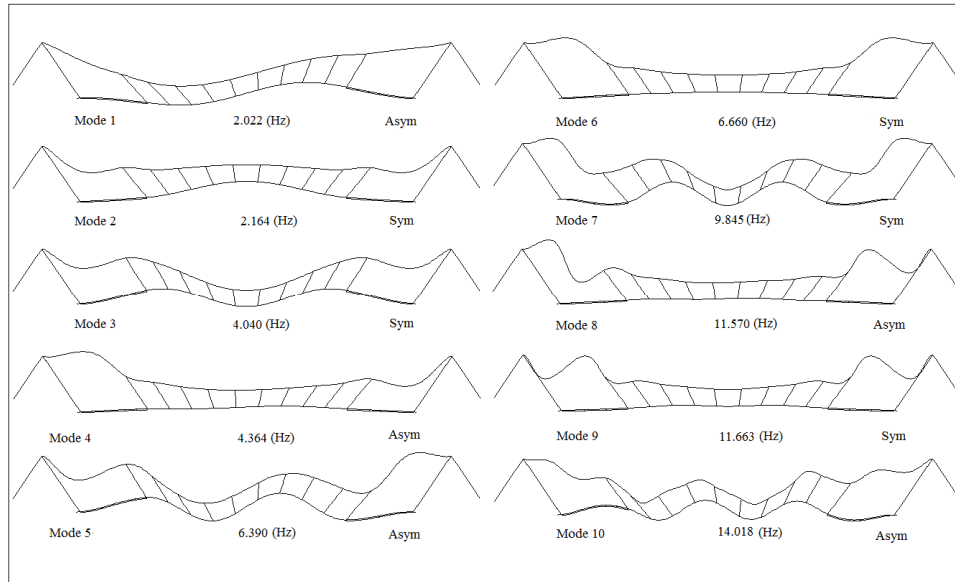 Mode 1 2.022 (Hz) Asym
Mode 2 2.164 (Hz) Sym
Mode 3 4.040 (Hz) Sym
Mode 4 4.364 (Hz) Asym
Mode 5 6.390 (Hz) Asym
Mode 6 6.660 (Hz) Sym
Mode 7 9.845 (Hz) Sym
Mode 8 11.570 (Hz) Asym
Mode 9 11.663 (Hz) Sym
Mode 10 14.018 (Hz) Asym